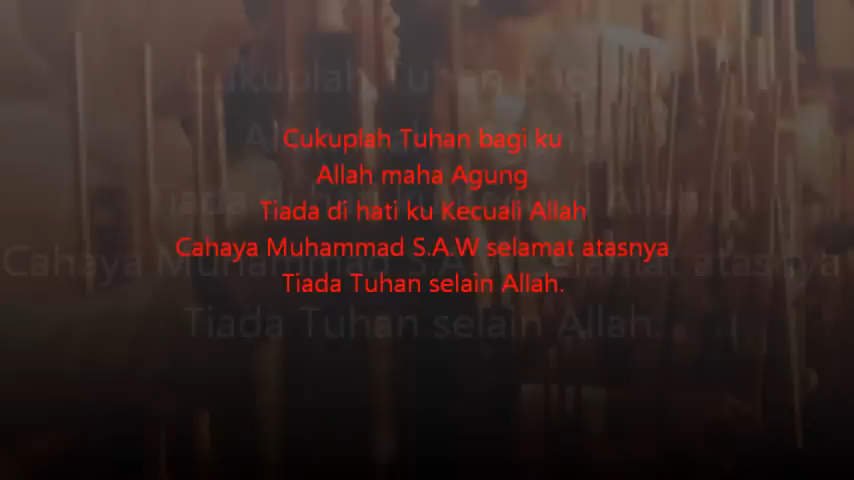 Cukuplah Tuhan bagi ku
Allah maha Agung
Tiada di hati ku Kecuali Allah
Cahaya Muhammad S.A.W selamat atasnya
Tiada Tuhan selain Allah.